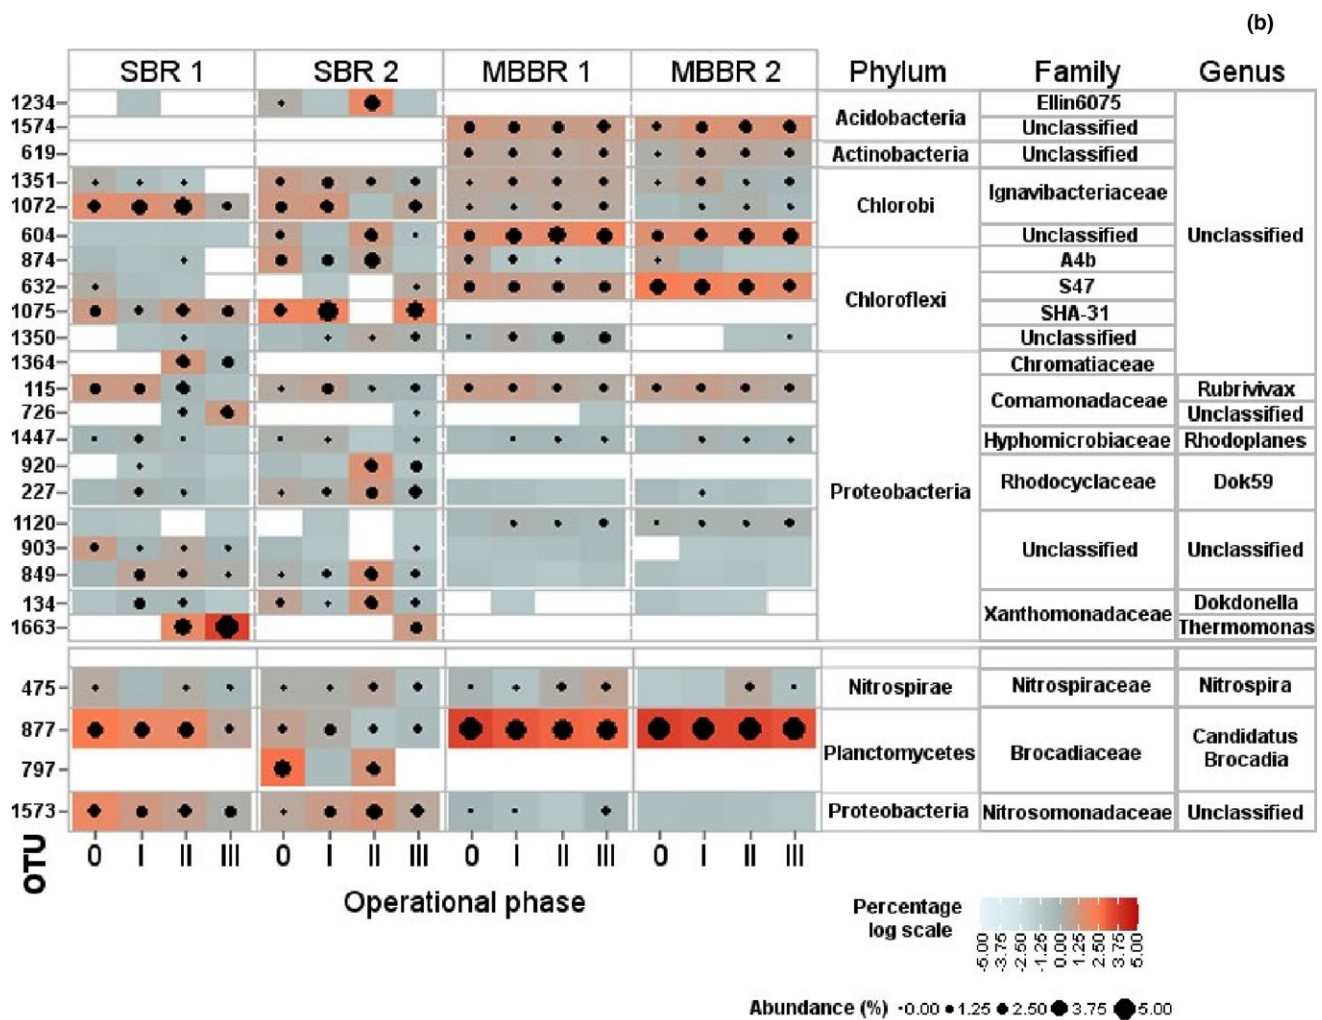 (b)
SBR 1 SBR 2 MBBR 1 MBBR 2 Phylum Family Genus
1234 Ellin6075
Acidobacteria
1574 Unclassified
619 Actinobacteria Unclassified
1351
Ignavibacteriaceae
1072 Chlorobi
604 Unclassified Unclassified
874 A4b
632 S47
Chloroflexi
1075 SHA-31
1350 Unclassified
1364 Chromatiaceae
115 Rubrivivax
Comamonadaceae
726 Unclassified
1447 Hyphomicrobiaceae Rhodoplanes
920
Proteobacteria Rhodocyclaceae Dok59
227
1120
903 Unclassified Unclassified
849
134 Dokdonella
Xanthomonadaceae
1663 Thermomonas
475 Nitrospirae Nitrospiraceae Nitrospira
877 Candidatus
Planctomycetes Brocadiaceae Brocadia
797
1573 Proteobacteria Nitrosomonadaceae Unclassified
OTU
0 I II III 0 I II III 0 I II III 0 I II III
Operational phase
Percentage
log scale
-5.00 -3.75 -2.50 -1.25 0.00 1.25 2.50 3.75 5.00
Abundance (%) 0.00 1.25 2.50 3.75 5.00